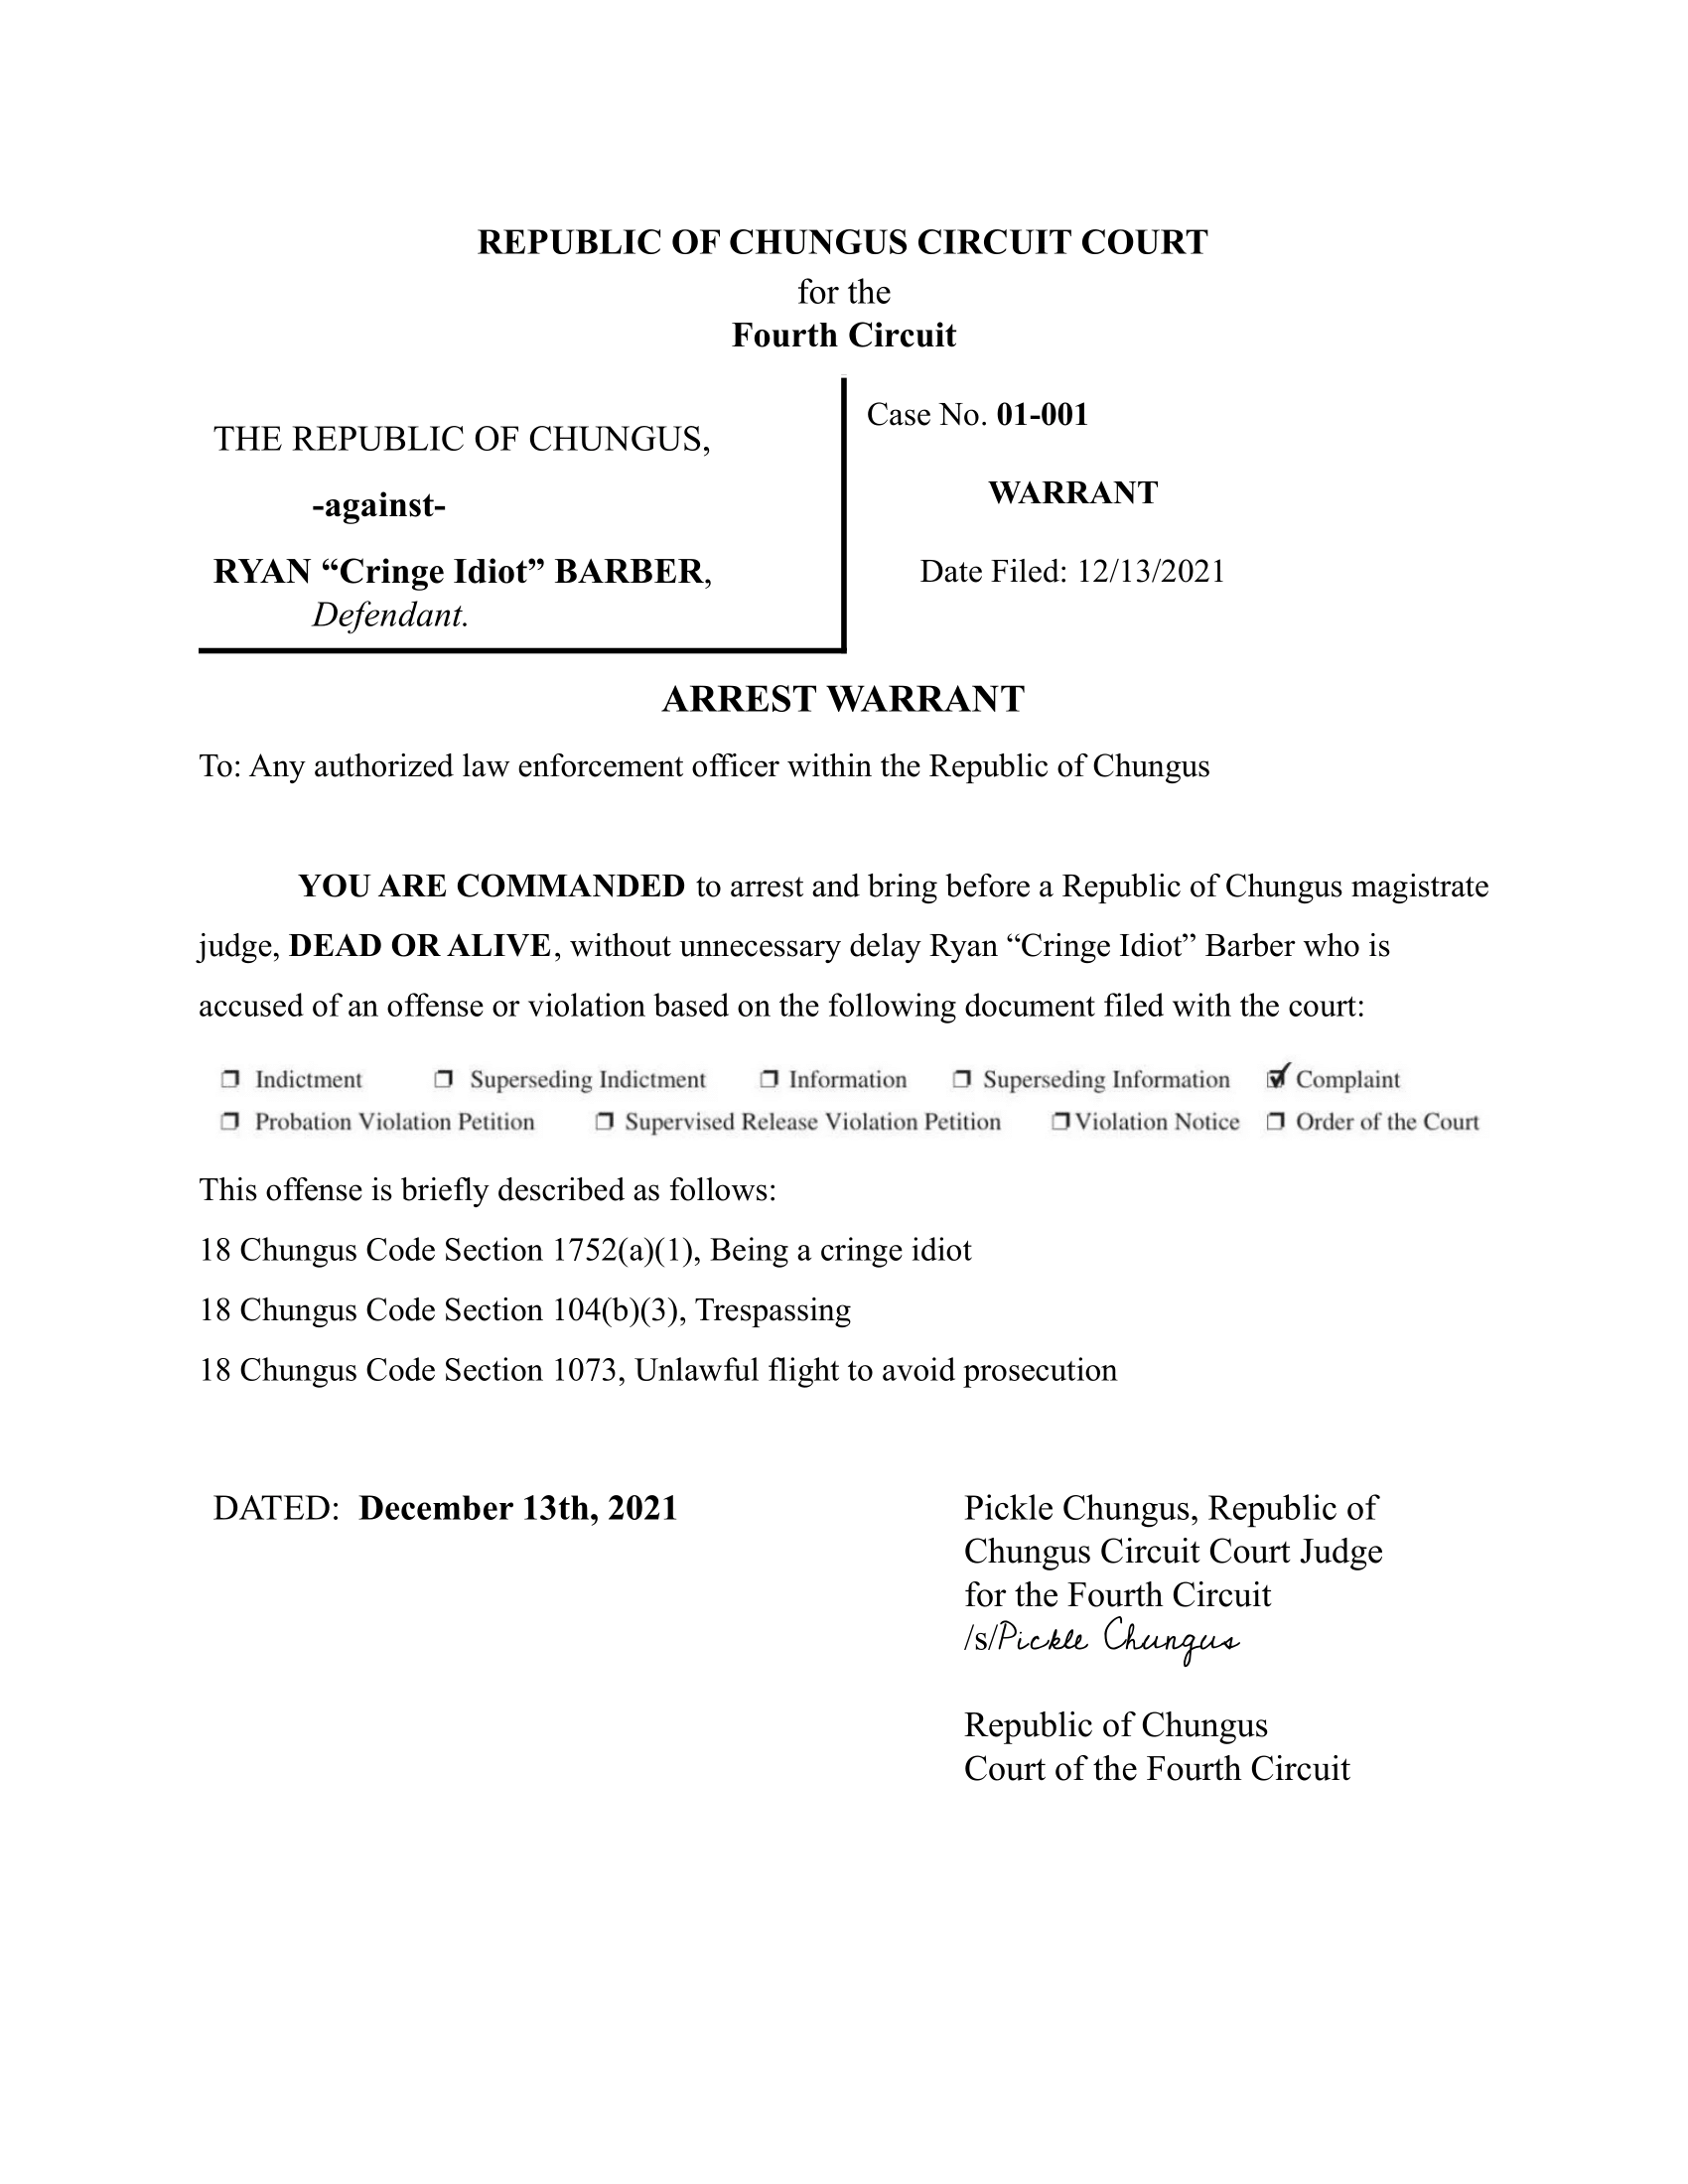 REPUBLIC OF CHUNGUS CIRCUIT COURT
for the
Fourth Circuit
THE REPUBLIC OF CHUNGUS,
-against-
RYAN “Cringe Idiot” BARBER,
Defendant.
Case No. 01-001
WARRANT
Date Filed: 12/13/2021
ARREST WARRANT
To: Any authorized law enforcement officer within the Republic of Chungus
YOU ARE COMMANDED to arrest and bring before a Republic of Chungus magistrate
judge, DEAD OR ALIVE, without unnecessary delay Ryan “Cringe Idiot” Barber who is
accused of an offense or violation based on the following document filed with the court:
❐ Indictment ❐ Superseding Indictment ❐ Information ❐ Superseding Information ✓ Complaint
❐ Probation Violation Petition ❐ Supervised Release Violation Petition ❐ Violation Notice ❐ Order of the Court
This offense is briefly described as follows:
18 Chungus Code Section 1752(a)(1), Being a cringe idiot
18 Chungus Code Section 104(b)(3), Trespassing
18 Chungus Code Section 1073, Unlawful flight to avoid prosecution
DATED: December 13th, 2021
Pickle Chungus, Republic of
Chungus Circuit Court Judge
for the Fourth Circuit
/s/Pickle Chungus
Republic of Chungus
Court of the Fourth Circuit